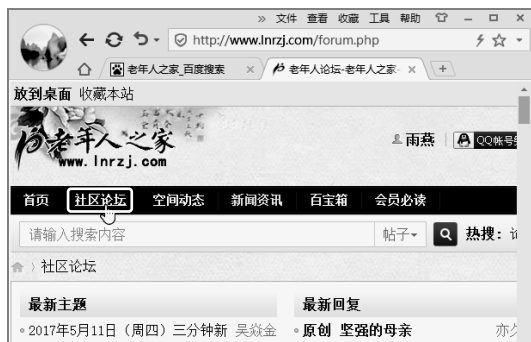 » 文件 查看 收藏 工具 帮助
http://www.lnrzj.com/forum.php
老年人之家_百度搜索 × 老年人论坛-老年人之家- × +
放到桌面 收藏本站
老年人之家
www.lnrzj.com
雨燕 QQ帐号
首页 社区论坛 空间动态 新闻资讯 百宝箱 会员必读
请输入搜索内容 帖子 热搜:
社区论坛
最新主题 最新回复
2017年5月11日（周四）三分钟新 吴焱金 原创 坚强的母亲